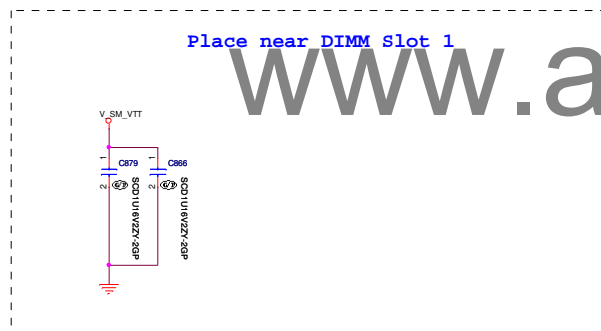 Place near DIMM Slot 1
www.a
V_SM_VTT
1
C879
1
C866
2
SCD1U16V2ZY-2GP
2
SCD1U16V2ZY-2GP